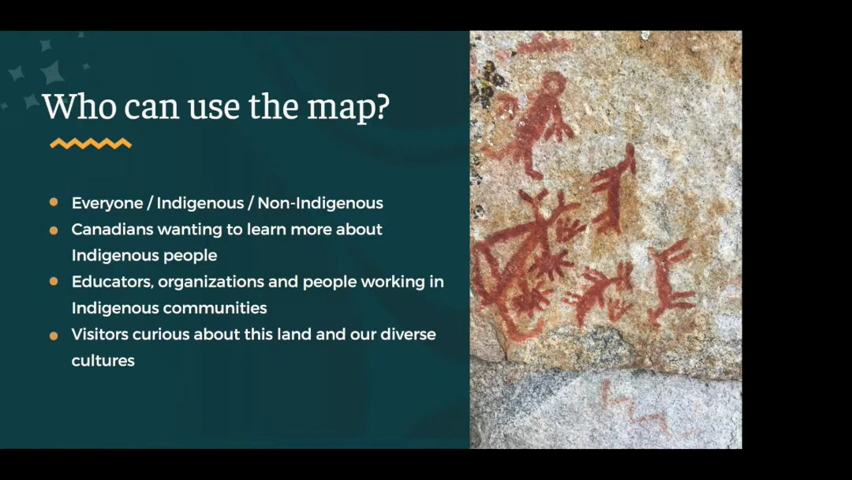 Who can use the map?
Everyone / Indigenous / Non-Indigenous
Canadians wanting to learn more about
Indigenous people
Educators, organizations and people working in
Indigenous communities
Visitors curious about this land and our diverse
cultures